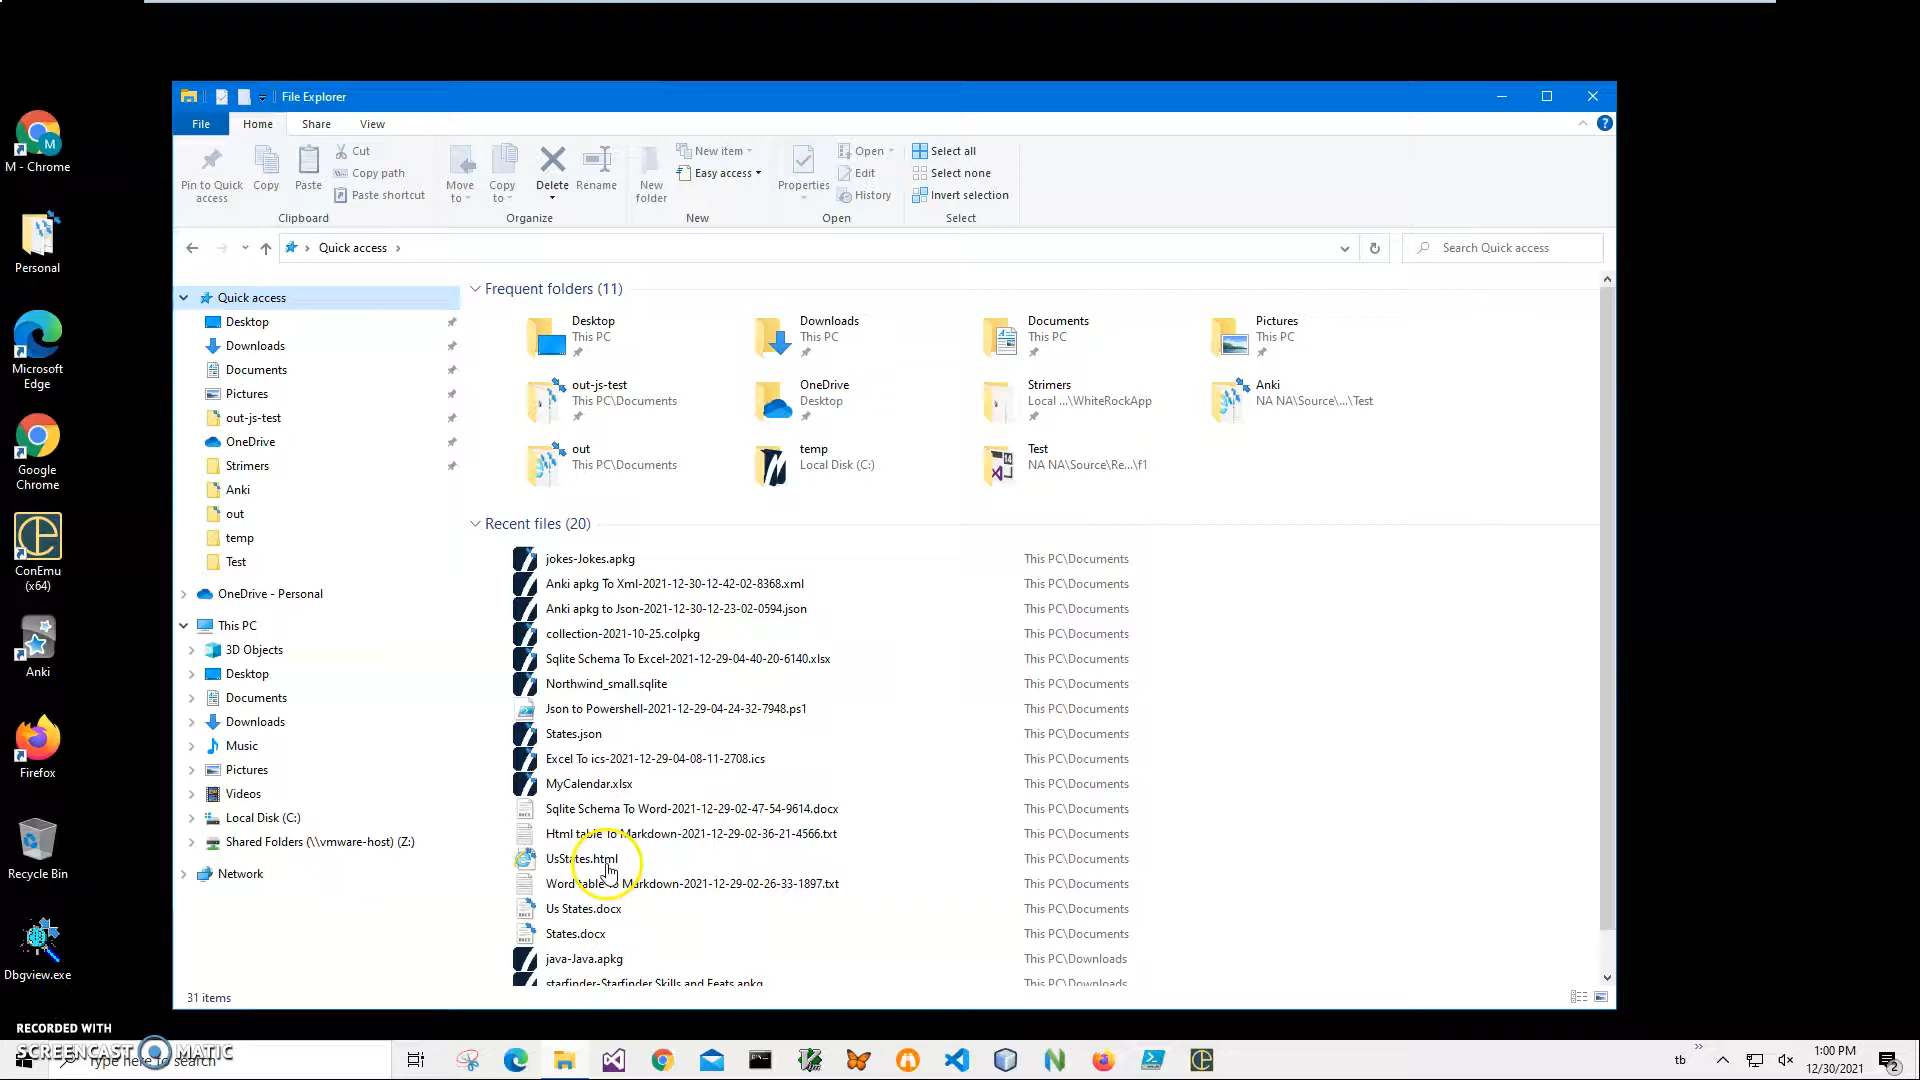 File Explorer
File Home Share View
Pin to Quick access
Copy
Paste
Cut
Copy path
Paste shortcut
Clipboard
Move to
Copy to
Delete
Rename
Organize
New folder
New item
Easy access
New
Properties
Open
Edit
History
Open
Select all
Select none
Invert selection
Select
Quick access
Search Quick access
Quick access
Desktop
Downloads
Documents
Pictures
out-js-test
OneDrive
Strimers
Anki
out
temp
Test
OneDrive - Personal
This PC
3D Objects
Desktop
Documents
Downloads
Music
Pictures
Videos
Local Disk (C:)
Shared Folders (\\vmware-host) (Z:)
Network
Frequent folders (11)
Desktop
This PC
Downloads
This PC
Documents
This PC
Pictures
This PC
out-js-test
This PC\Documents
OneDrive
Desktop
Strimers
Local ...\WhiteRockApp
Anki
NA NA\Source\...\Test
out
This PC\Documents
temp
Local Disk (C:)
Test
NA NA\Source\Re...\f1
Recent files (20)
jokes-Jokes.apkg This PC\Documents
Anki apkg To Xml-2021-12-30-12-42-02-8368.xml This PC\Documents
Anki apkg to Json-2021-12-30-12-23-02-0594.json This PC\Documents
collection-2021-10-25.colpkg This PC\Documents
Sqlite Schema To Excel-2021-12-29-04-40-20-6140.xlsx This PC\Documents
Northwind_small.sqlite This PC\Documents
Json to Powershell-2021-12-29-04-24-32-7948.ps1 This PC\Documents
States.json This PC\Documents
Excel To ics-2021-12-29-04-08-11-2708.ics This PC\Documents
MyCalendar.xlsx This PC\Documents
Sqlite Schema To Word-2021-12-29-02-47-54-9614.docx This PC\Documents
Html table To Markdown-2021-12-29-02-36-21-4566.txt This PC\Documents
UsStates.html This PC\Documents
Word table To Markdown-2021-12-29-02-26-33-1897.txt This PC\Documents
Us States.docx This PC\Documents
States.docx This PC\Documents
java-Java.apkg This PC\Downloads
starfinder-Starfinder Skills and Feats.apkg This PC\Downloads
31 items
M - Chrome
Personal
Microsoft Edge
Google Chrome
ConEmu (x64)
Anki
Firefox
Recycle Bin
Dbgview.exe
RECORDED WITH
SCREENCAST MATIC
Type here to search
tb
1:00 PM
12/30/2021
2